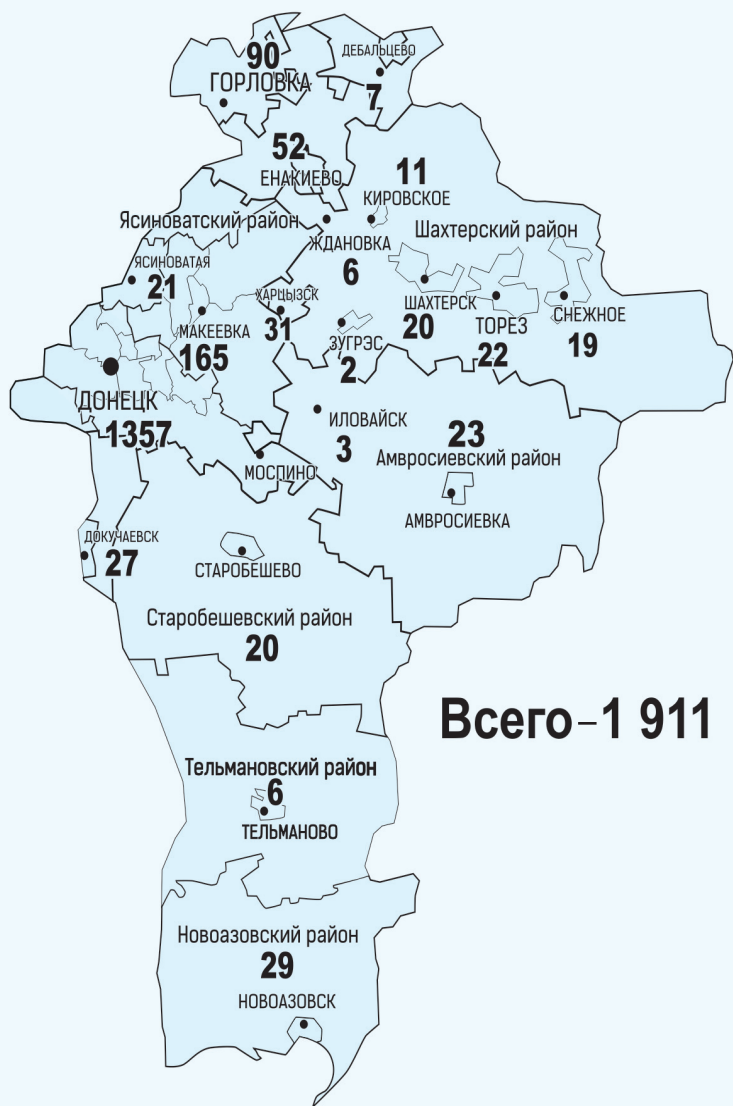 90
ГОРЛОВКА
ДЕБАЛЬЦЕВО
7
52
ЕНАКИЕВО
11
КИРОВСКОЕ
Ясиноватский район
ЖДАНОВКА
6
Шахтерский район
ЯСИНОВАТАЯ
21
МАКЕЕВКА
165
ХАРЦЫЗСК
31
ЗУГРЭС
2
ШАХТЕРСК
20
ТОРЕЗ
22
СНЕЖНОЕ
19
ДОНЕЦК
1357
МОСПИНО
ИЛОВАЙСК
3
23
Амвросиевский район
АМВРОСИЕВКА
ДОКУЧАЕВСК
27
СТАРОБЕШЕВО
Старобешевский район
20
Всего–1 911
Тельмановский район
6
ТЕЛЬМАНОВО
Новоазовский район
29
НОВОАЗОВСК